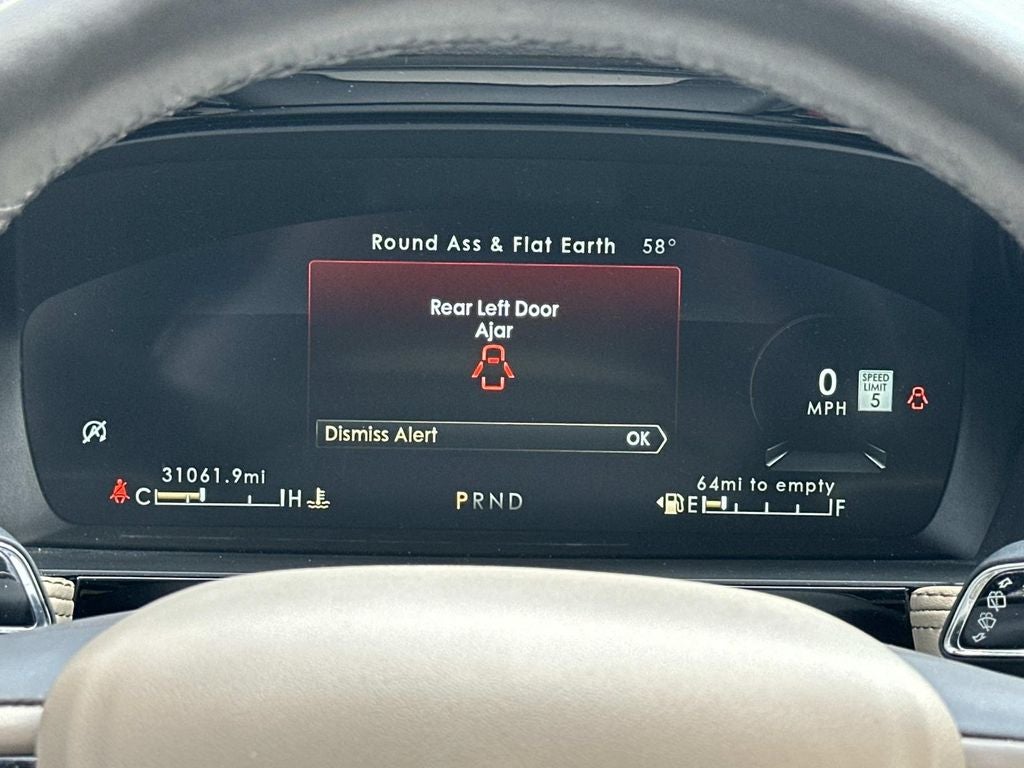 Round Ass & Flat Earth 58°
Rear Left Door
Ajar
Dismiss Alert OK
0
MPH
SPEED
LIMIT
5
31061.9mi
C H
PRND
64mi to empty
E F